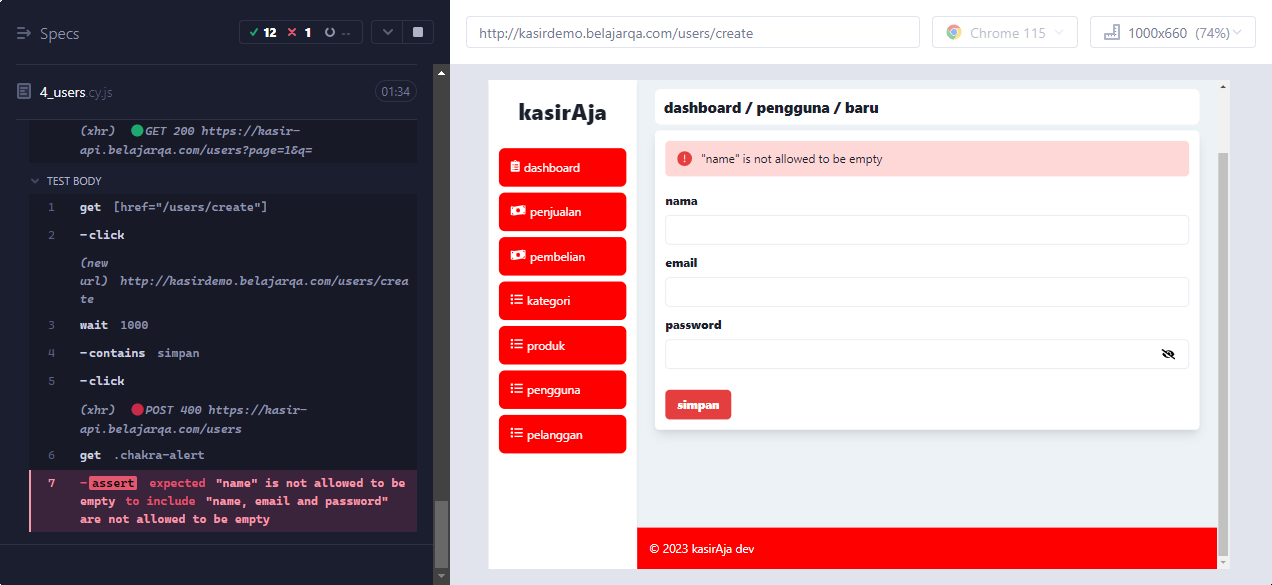 Specs
12 1 --
4_users.cy.js 01:34
(xhr) GET 200 https://kasir-
api.belajarqa.com/users?page=1&q=
TEST BODY
1 get [href="/users/create"]
2 -click
(new
url) http://kasirdemo.belajarqa.com/users/crea
te
3 wait 1000
4 -contains simpan
5 -click
(xhr) POST 400 https://kasir-
api.belajarqa.com/users
6 get .chakra-alert
7 -assert expected "name" is not allowed to be
empty to include "name, email and password"
are not allowed to be empty
http://kasirdemo.belajarqa.com/users/create
Chrome 115
1000x660 (74%)
kasirAja
dashboard
penjualan
pembelian
kategori
produk
pengguna
pelanggan
dashboard / pengguna / baru
"name" is not allowed to be empty
nama
email
password
simpan
© 2023 kasirAja dev